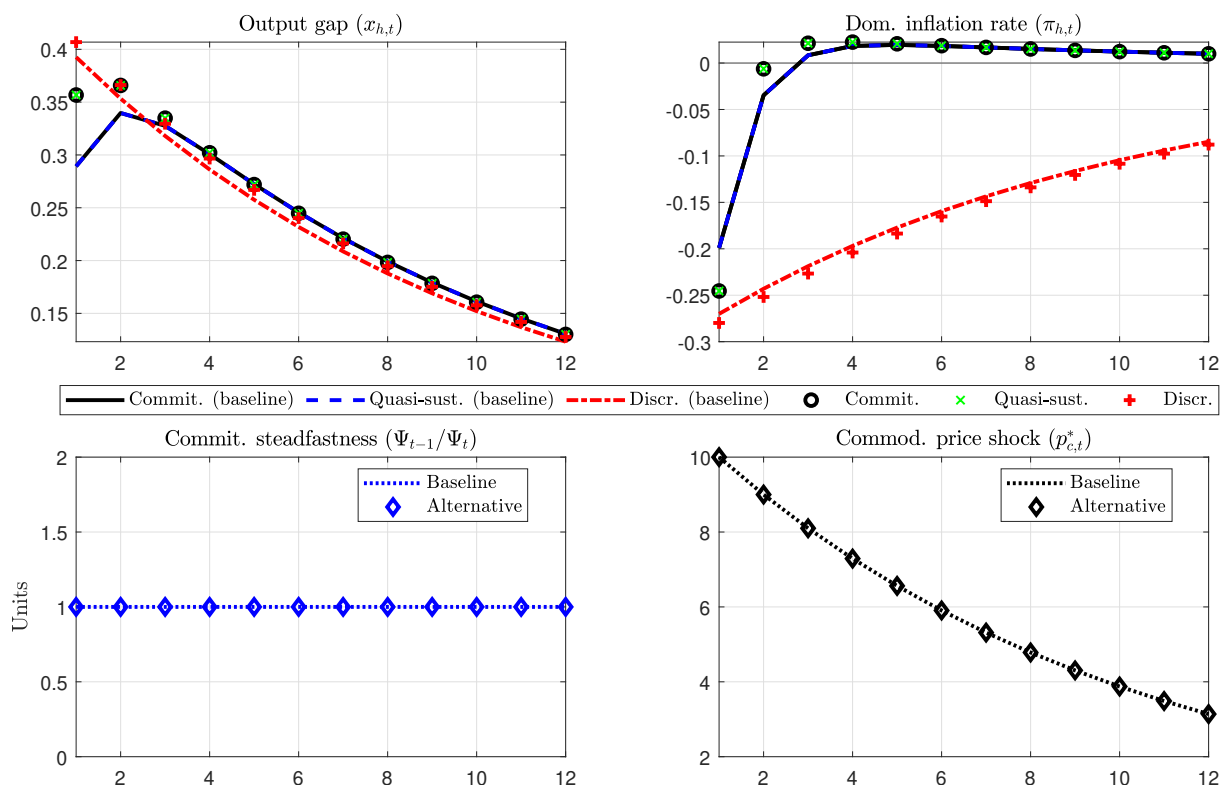 Output gap (x_{h,t})
0.4
0.35
0.3
0.25
0.2
0.15
2 4 6 8 10 12
Dom. inflation rate (π_{h,t})
0
-0.05
-0.1
-0.15
-0.2
-0.25
-0.3
2 4 6 8 10 12
Commit. (baseline) Quasi-sust. (baseline) Discr. (baseline) Commit. Quasi-sust. Discr.
Commit. steadfastness (Ψ_{t−1}/Ψ_t)
Units
2
1.5
1
0.5
0
Baseline
Alternative
2 4 6 8 10 12
Commod. price shock (p^*_{c,t})
10
8
6
4
2
Baseline
Alternative
2 4 6 8 10 12